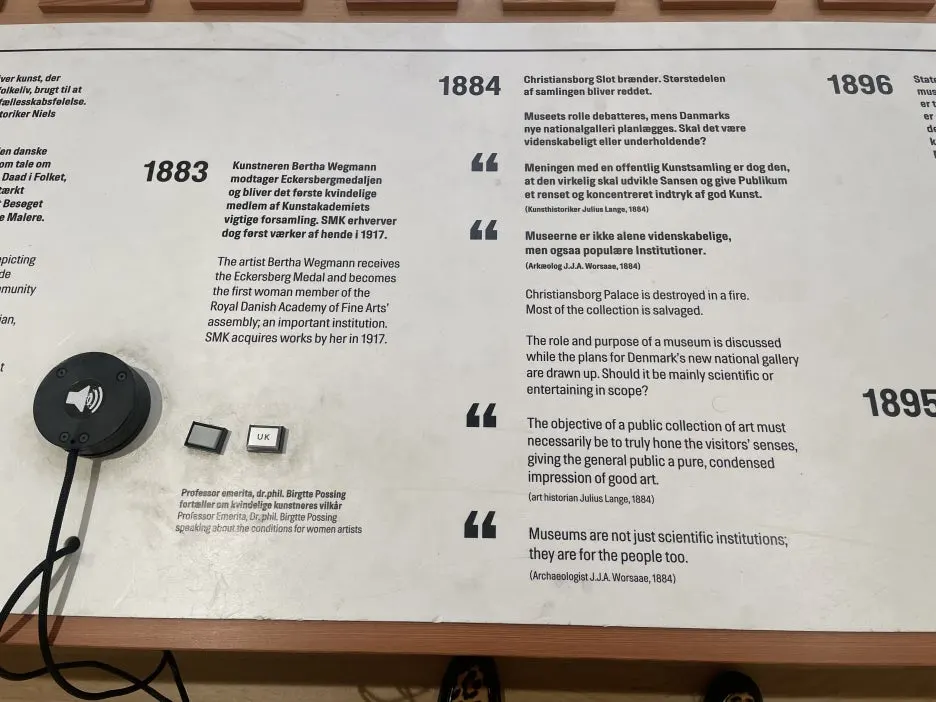 ver kunst, der
olkeliv, brugt til at
fællesskabsfølelse.
toriker Niels
en danske
om tale om
Daad i Folket,
tærkt
Besøget
e Malere.
epicting
de
munity
ian,
t
1883
Kunstneren Bertha Wegmann
modtager Eckersbergmedaljen
og bliver det første kvindelige
medlem af Kunstakademiets
vigtige forsamling. SMK erhverver
dog først værker af hende i 1917.
The artist Bertha Wegmann receives
the Eckersberg Medal and becomes
the first woman member of the
Royal Danish Academy of Fine Arts’
assembly; an important institution.
SMK acquires works by her in 1917.
UK
Professor emerita, dr.phil. Birgtte Possing
fortæller om kvindelige kunstneres vilkår
Professor Emerita, Dr. phil. Birgtte Possing
speaking about the conditions for women artists
1884
Christiansborg Slot brænder. Størstedelen
af samlingen bliver reddet.
Museets rolle debatteres, mens Danmarks
nye nationalgalleri planlægges. Skal det være
videnskabeligt eller underholdende?
“
Meningen med en offentlig Kunstsamling er dog den,
at den virkelig skal udvikle Sansen og give Publikum
et renset og koncentreret indtryk af god Kunst.
(Kunsthistoriker Julius Lange, 1884)
“
Museerne er ikke alene videnskabelige,
men ogsaa populære Institutioner.
(Arkæolog J.J.A. Worsaae, 1884)
Christiansborg Palace is destroyed in a fire.
Most of the collection is salvaged.
The role and purpose of a museum is discussed
while the plans for Denmark’s new national gallery
are drawn up. Should it be mainly scientific or
entertaining in scope?
“
The objective of a public collection of art must
necessarily be to truly hone the visitors’ senses,
giving the general public a pure, condensed
impression of good art.
(art historian Julius Lange, 1884)
“
Museums are not just scientific institutions;
they are for the people too.
(Archaeologist J.J.A. Worsaae, 1884)
1896
State
mus
er t
er
de
k
1895